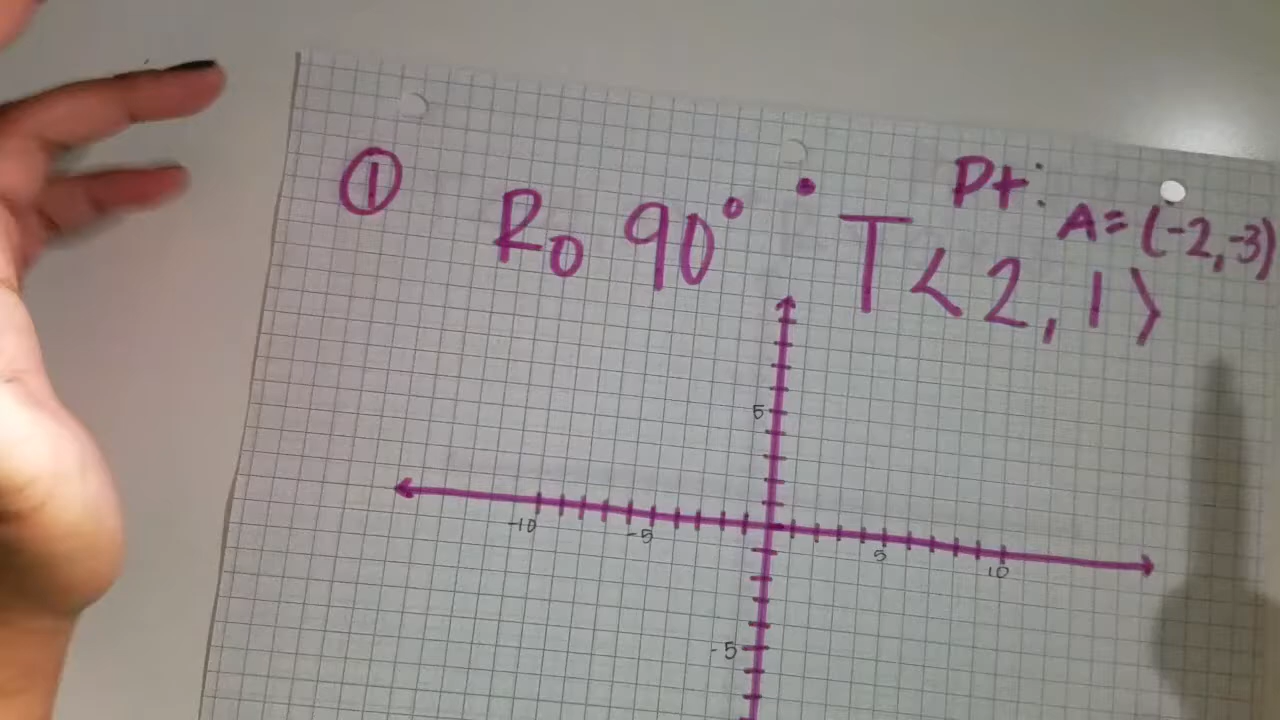 ① R₀ 90° • T<2,1>
Pt:
A=(-2,-3)
5
-10 -5 5 10
-5